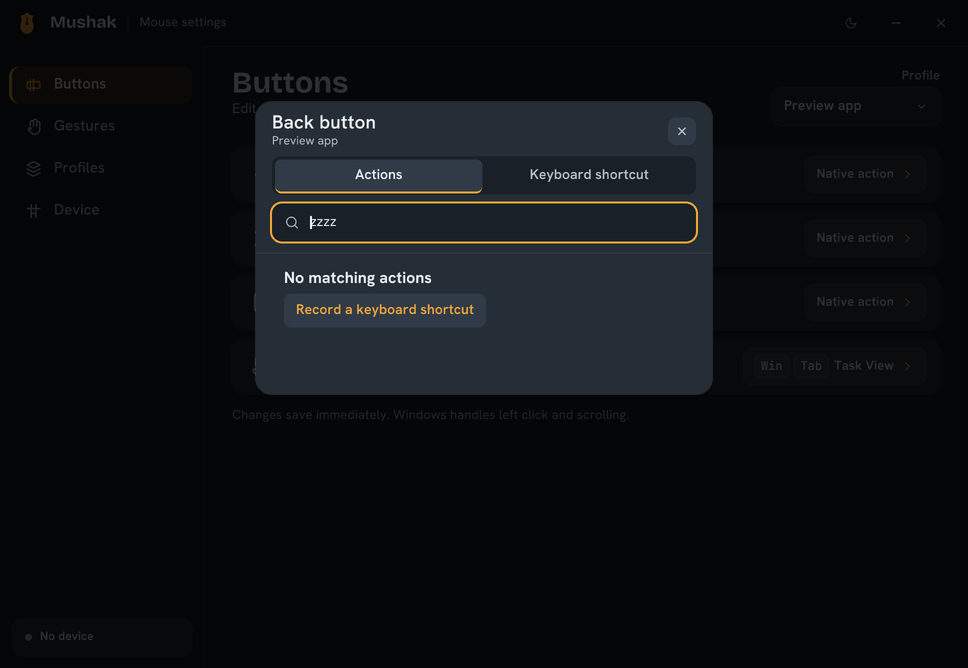 Mushak
Mouse settings
Buttons
Gestures
Profiles
Device
No device
Buttons
Edit
Profile
Preview app
Native action
Native action
Native action
Win Tab Task View
Changes save immediately. Windows handles left click and scrolling.
Back button
Preview app
Actions
Keyboard shortcut
zzzz
No matching actions
Record a keyboard shortcut